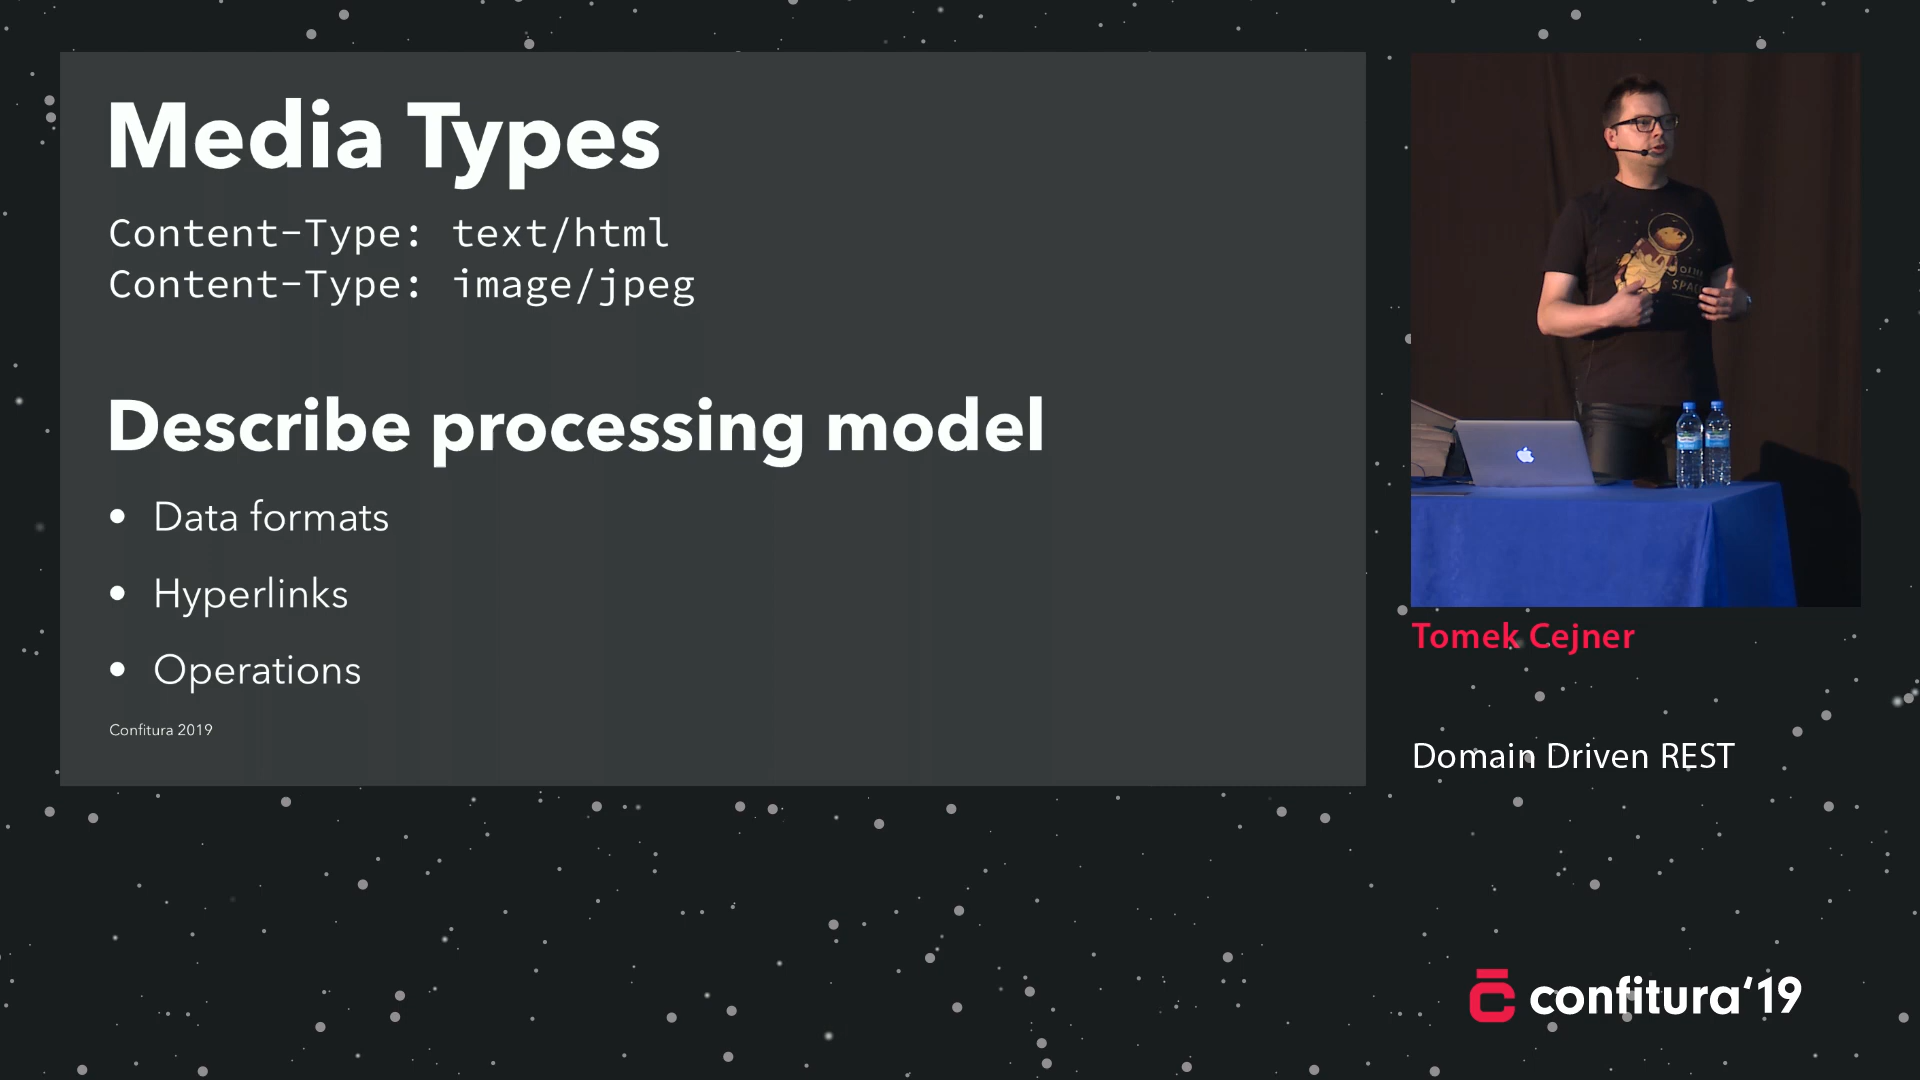 Media Types
Content-Type: text/html
Content-Type: image/jpeg
Describe processing model
• Data formats
• Hyperlinks
• Operations
Confitura 2019
SPACE
Tomek Cejner
Domain Driven REST
confitura'19